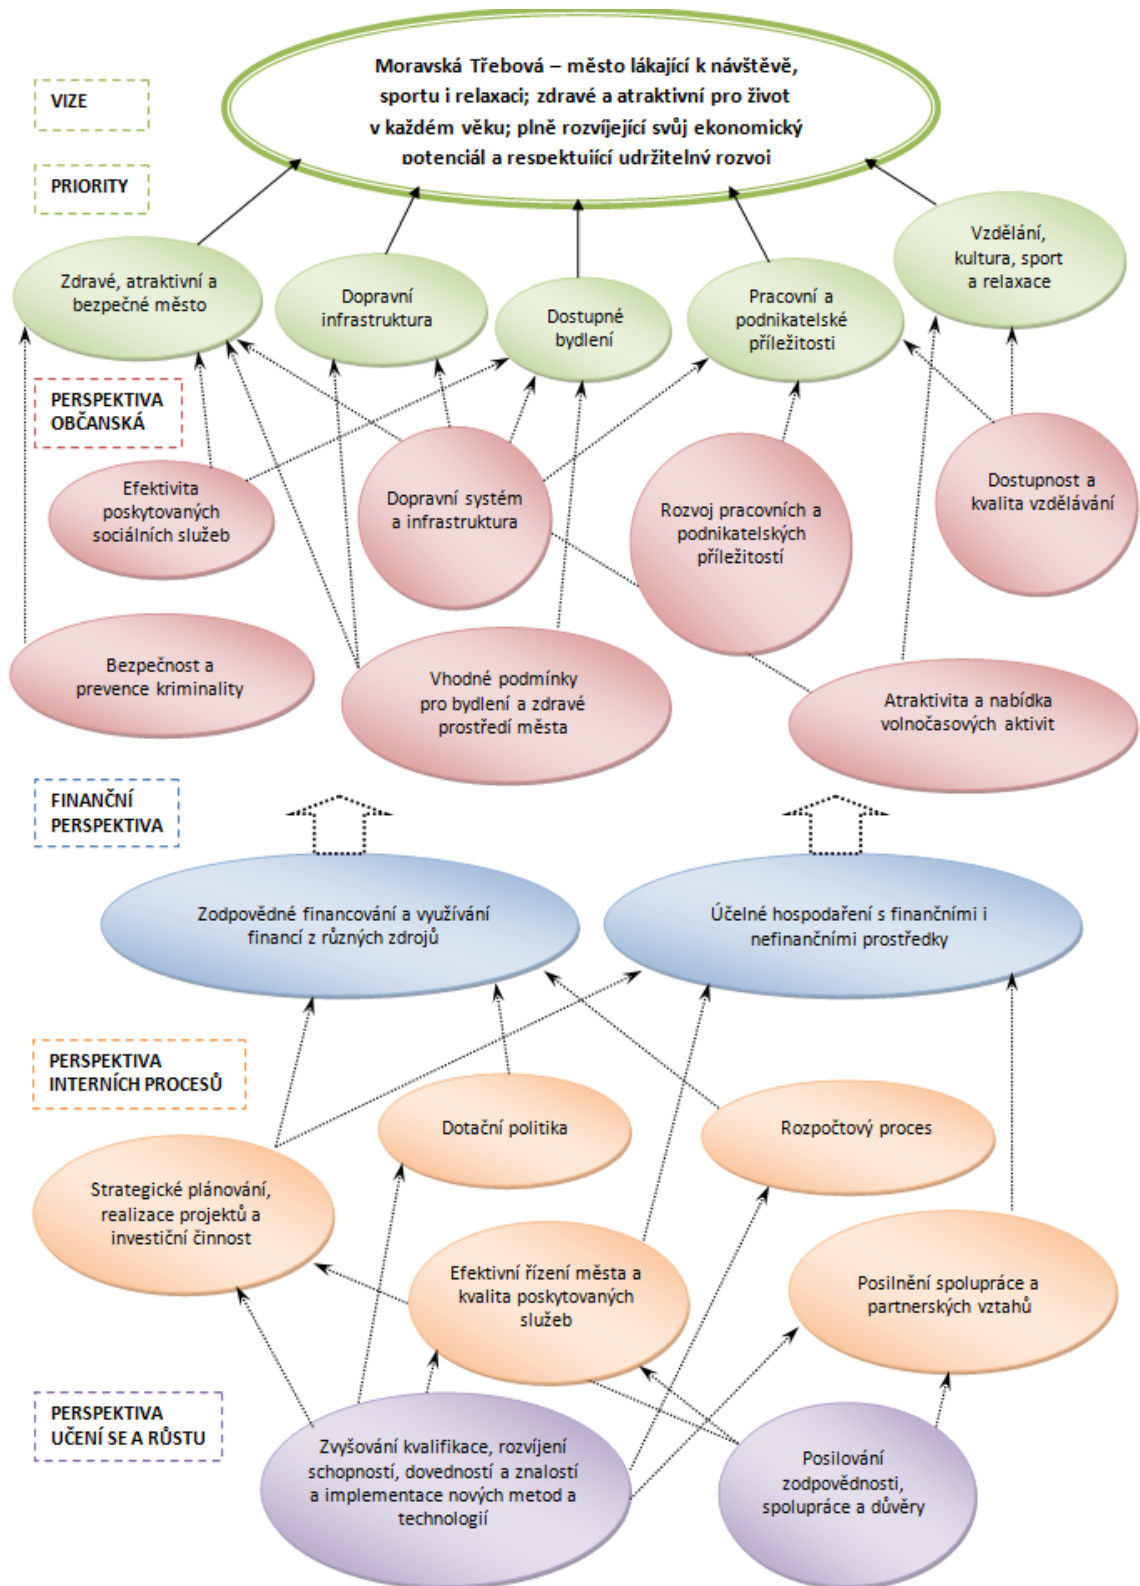 Moravská Třebová – město lákající k návštěvě,
sportu i relaxaci; zdravé a atraktivní pro život
v každém věku; plně rozvíjející svůj ekonomický
potenciál a respektující udržitelný rozvoj
VIZE
PRIORITY
Zdravé, atraktivní a
bezpečné město
Dopravní
infrastruktura
Dostupné
bydlení
Pracovní a
podnikatelské
příležitosti
Vzdělání,
kultura, sport
a relaxace
PERSPEKTIVA
OBČANSKÁ
Efektivita
poskytovaných
sociálních služeb
Dopravní systém
a infrastruktura
Rozvoj pracovních a
podnikatelských
příležitostí
Dostupnost a
kvalita vzdělávání
Bezpečnost a
prevence kriminality
Vhodné podmínky
pro bydlení a zdravé
prostředí města
Atraktivita a nabídka
volnočasových aktivit
FINANČNÍ
PERSPEKTIVA
Zodpovědné financování a využívání
financí z různých zdrojů
Účelné hospodaření s finančními i
nefinančními prostředky
PERSPEKTIVA
INTERNÍCH PROCESŮ
Dotační politika
Rozpočtový proces
Strategické plánování,
realizace projektů a
investiční činnost
Efektivní řízení města a
kvalita poskytovaných
služeb
Posilnění spolupráce a
partnerských vztahů
PERSPEKTIVA
UČENÍ SE A RŮSTU
Zvyšování kvalifikace, rozvíjení
schopností, dovedností a znalostí
a implementace nových metod a
technologií
Posilování
zodpovědnosti,
spolupráce a důvěry